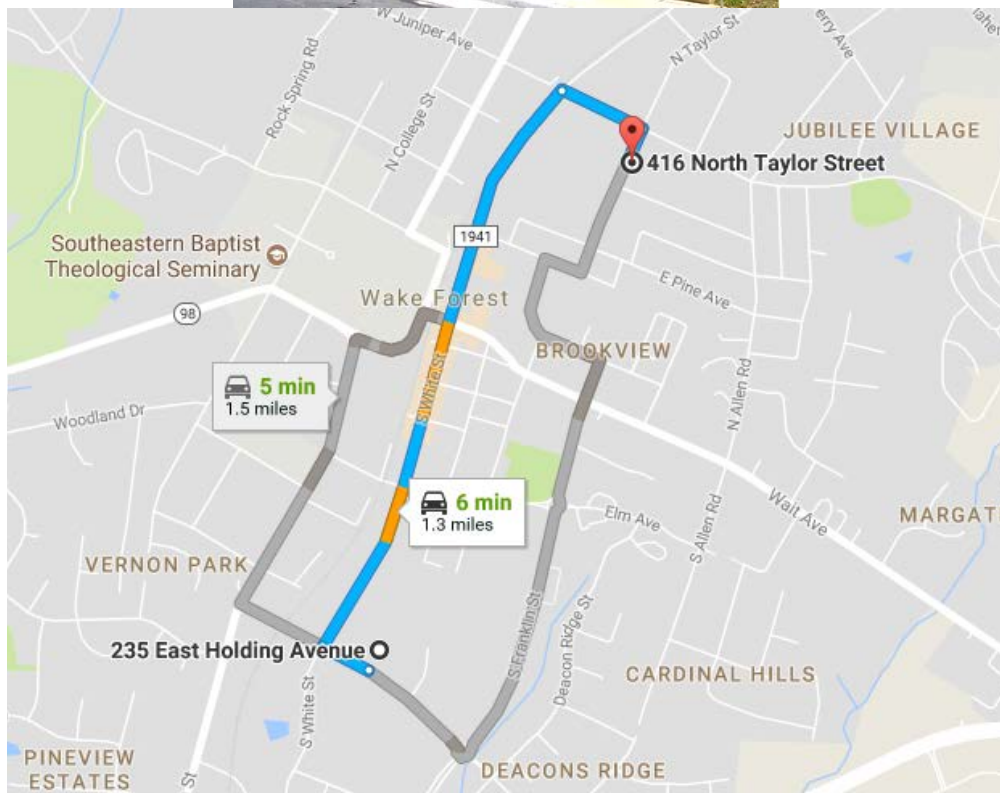 W Juniper Ave
Rock Spring Rd
N College St
N Taylor St
erry Ave
JUBILEE VILLAGE
416 North Taylor Street
1941
Southeastern Baptist
Theological Seminary
98
Wake Forest
E Pine Ave
BROOKVIEW
5 min
1.5 miles
Woodland Dr
S White St
N Allen Rd
6 min
1.3 miles
Wait Ave
Elm Ave
MARGAT
S Allen Rd
VERNON PARK
235 East Holding Avenue
S Franklin St
Deacon Ridge St
S White St
CARDINAL HILLS
PINEVIEW
ESTATES
St
DEACONS RIDGE